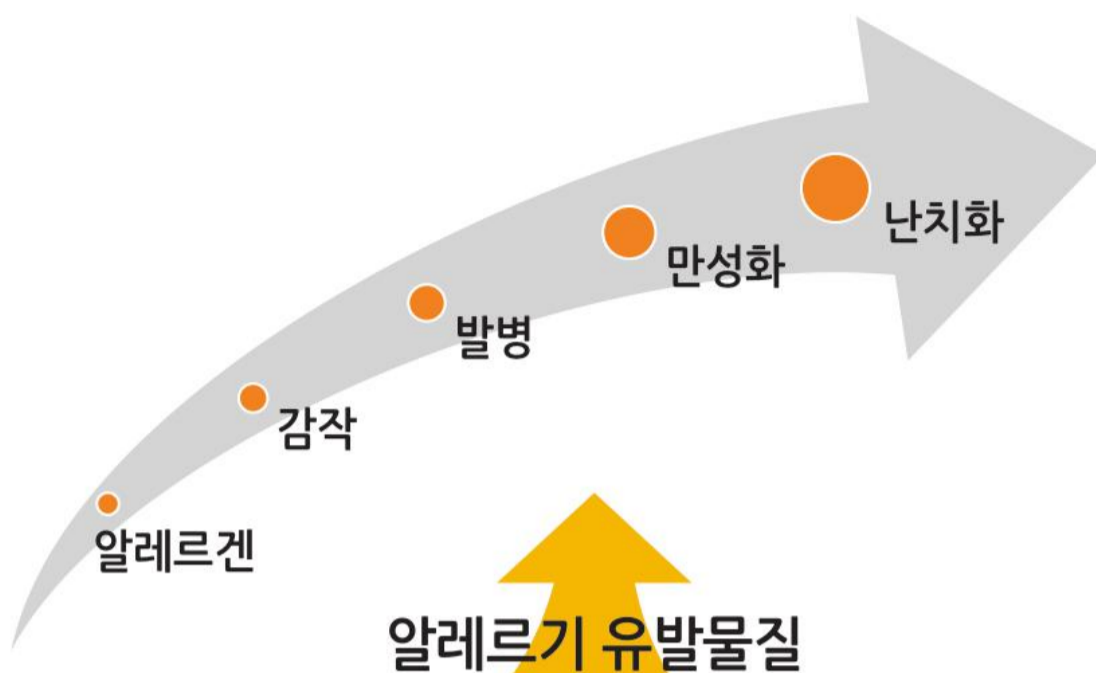 난치화
만성화
발병
감작
알레르겐
알레르기 유발물질